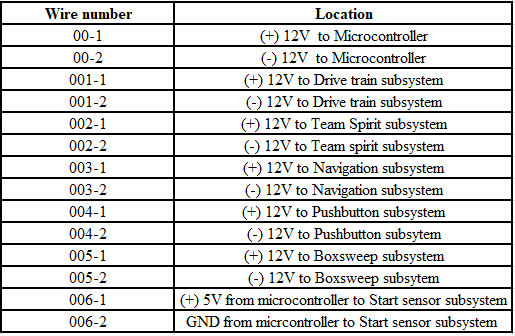 Wire number Location
00-1 (+) 12V to Microcontroller
00-2 (-) 12V to Microcontroller
001-1 (+) 12V to Drive train subsystem
001-2 (-) 12V to Drive train subsystem
002-1 (+) 12V to Team Spirit subsystem
002-2 (-) 12V to Team spirit subsystem
003-1 (+) 12V to Navigation subsystem
003-2 (-) 12V to Navigation subsystem
004-1 (+) 12V to Pushbutton subsystem
004-2 (-) 12V to Pushbutton subsytem
005-1 (+) 12V to Boxsweep subsystem
005-2 (-) 12V to Boxsweep subsytem
006-1 (+) 5V from microcontroller to Start sensor subsystem
006-2 GND from micrcontroller to Start sensor subsystem